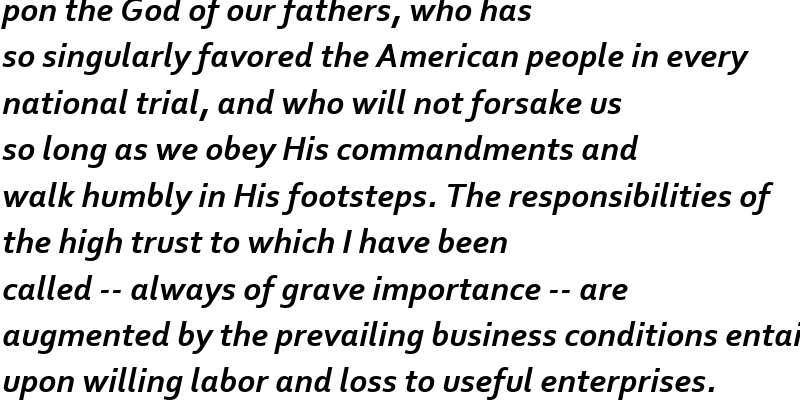 pon the God of our fathers, who has
so singularly favored the American people in every
national trial, and who will not forsake us
so long as we obey His commandments and
walk humbly in His footsteps. The responsibilities of
the high trust to which I have been
called -- always of grave importance -- are
augmented by the prevailing business conditions entai
upon willing labor and loss to useful enterprises.